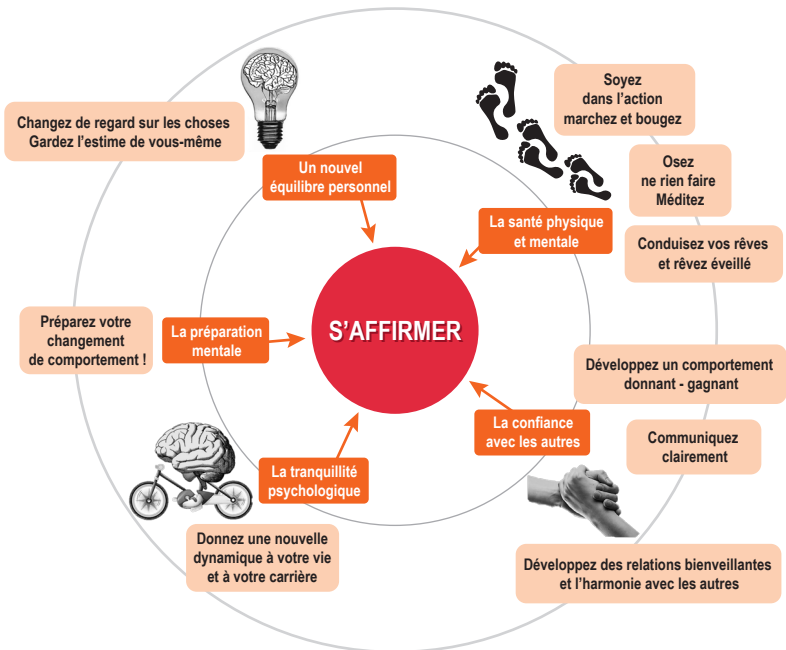 Soyez
dans l’action
marchez et bougez
Changez de regard sur les choses
Gardez l’estime de vous-même
Un nouvel
équilibre personnel
Osez
ne rien faire
Méditez
La santé physique
et mentale
Conduisez vos rêves
et rêvez éveillé
Préparez votre
changement
de comportement !
La préparation
mentale
S’AFFIRMER
Développez un comportement
donnant - gagnant
La confiance
avec les autres
Communiquez
clairement
La tranquillité
psychologique
Donnez une nouvelle
dynamique à votre vie
et à votre carrière
Développez des relations bienveillantes
et l’harmonie avec les autres